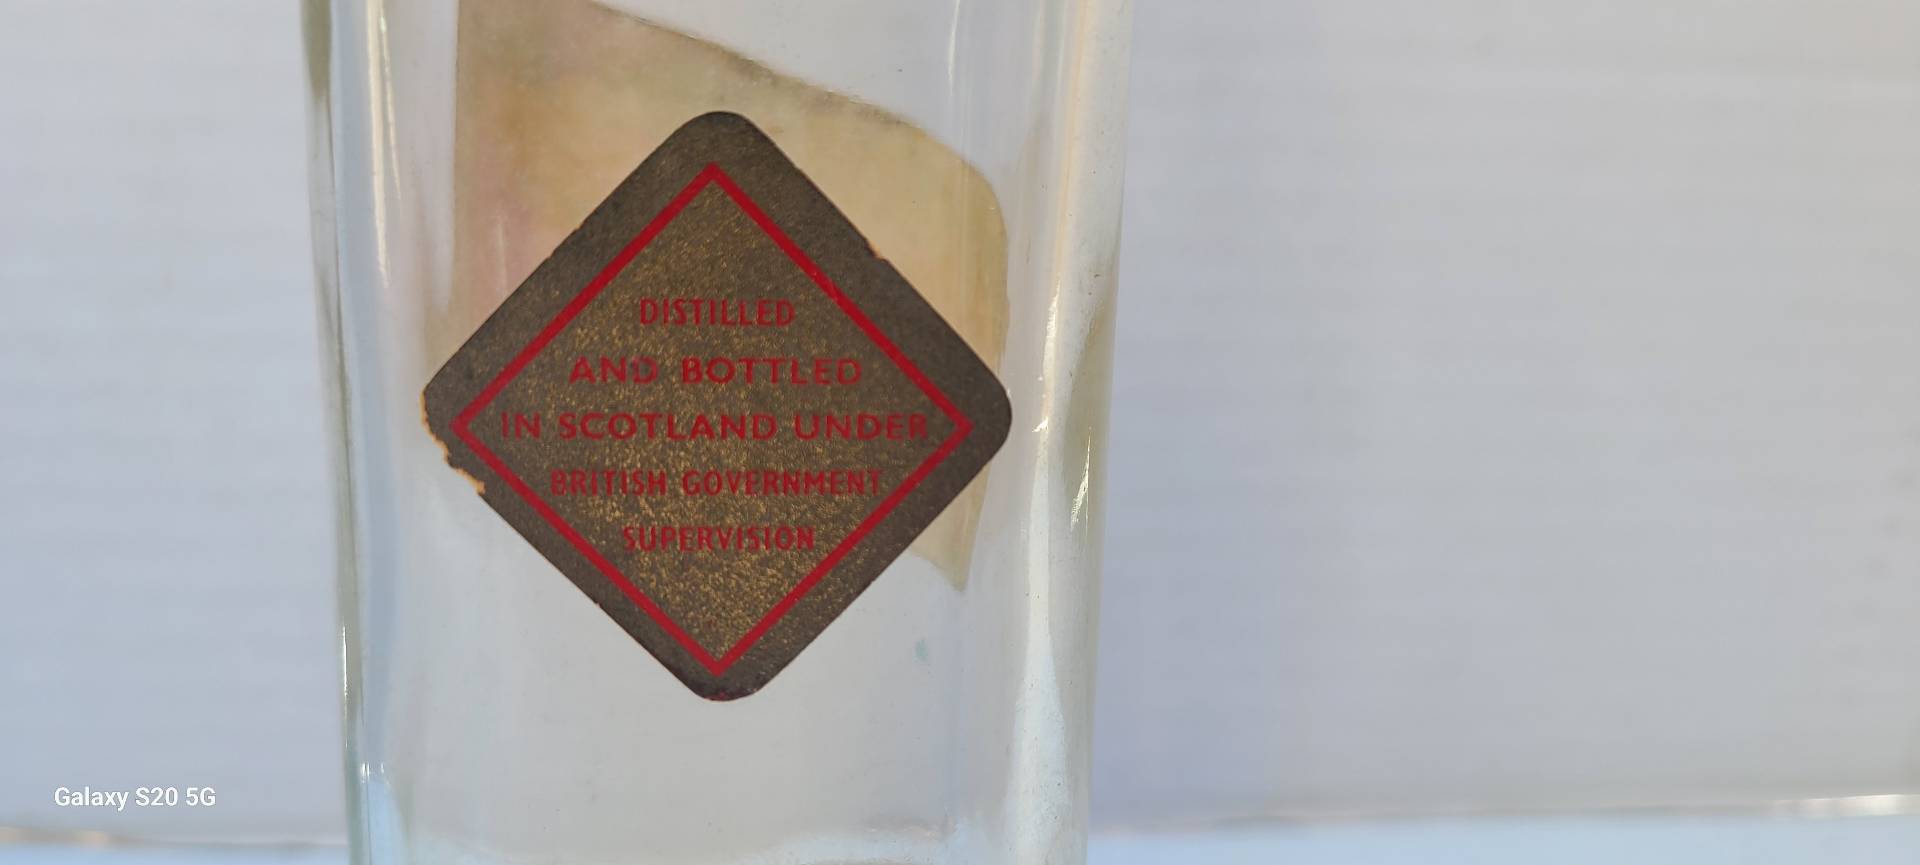 DISTILLED
AND BOTTLED
IN SCOTLAND UNDER
BRITISH GOVERNMENT
SUPERVISION
Galaxy S20 5G